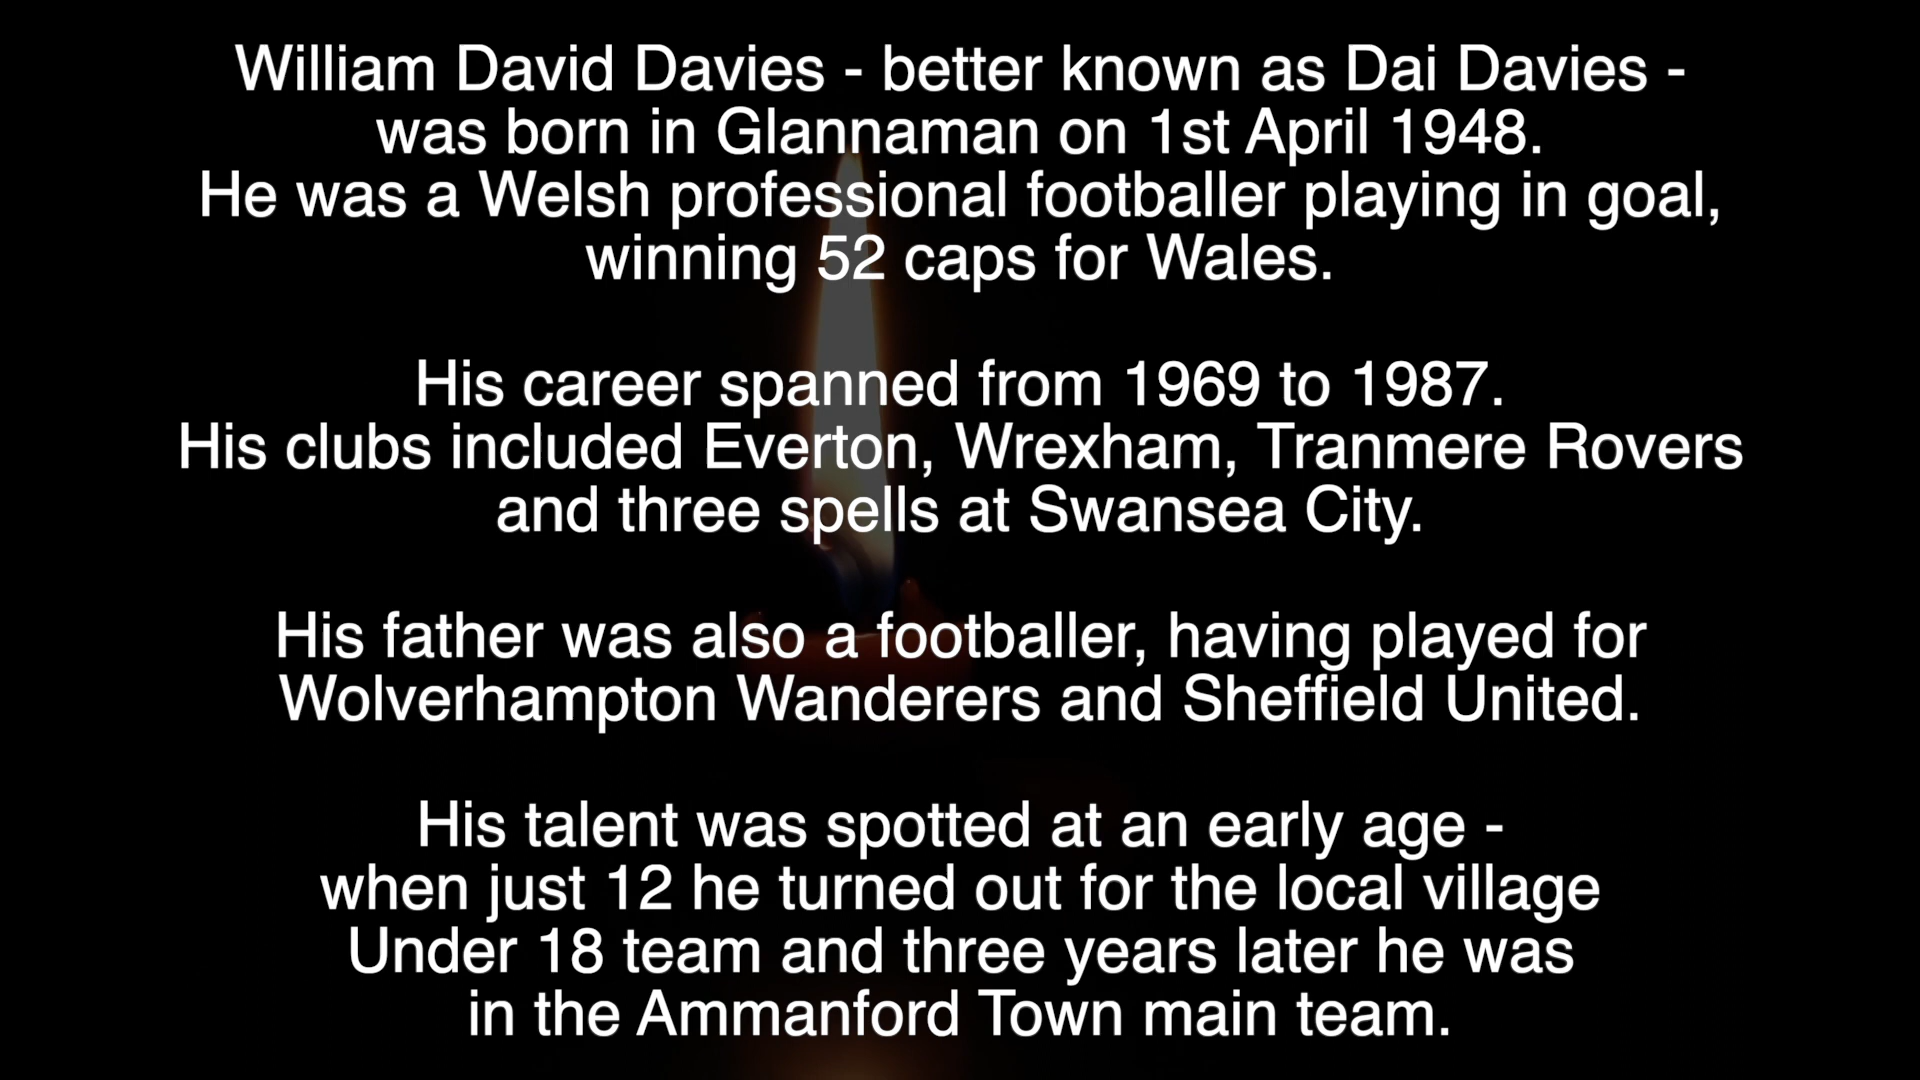 William David Davies - better known as Dai Davies -
was born in Glannaman on 1st April 1948.
He was a Welsh professional footballer playing in goal,
winning 52 caps for Wales.
His career spanned from 1969 to 1987.
His clubs included Everton, Wrexham, Tranmere Rovers
and three spells at Swansea City.
His father was also a footballer, having played for
Wolverhampton Wanderers and Sheffield United.
His talent was spotted at an early age -
when just 12 he turned out for the local village
Under 18 team and three years later he was
in the Ammanford Town main team.